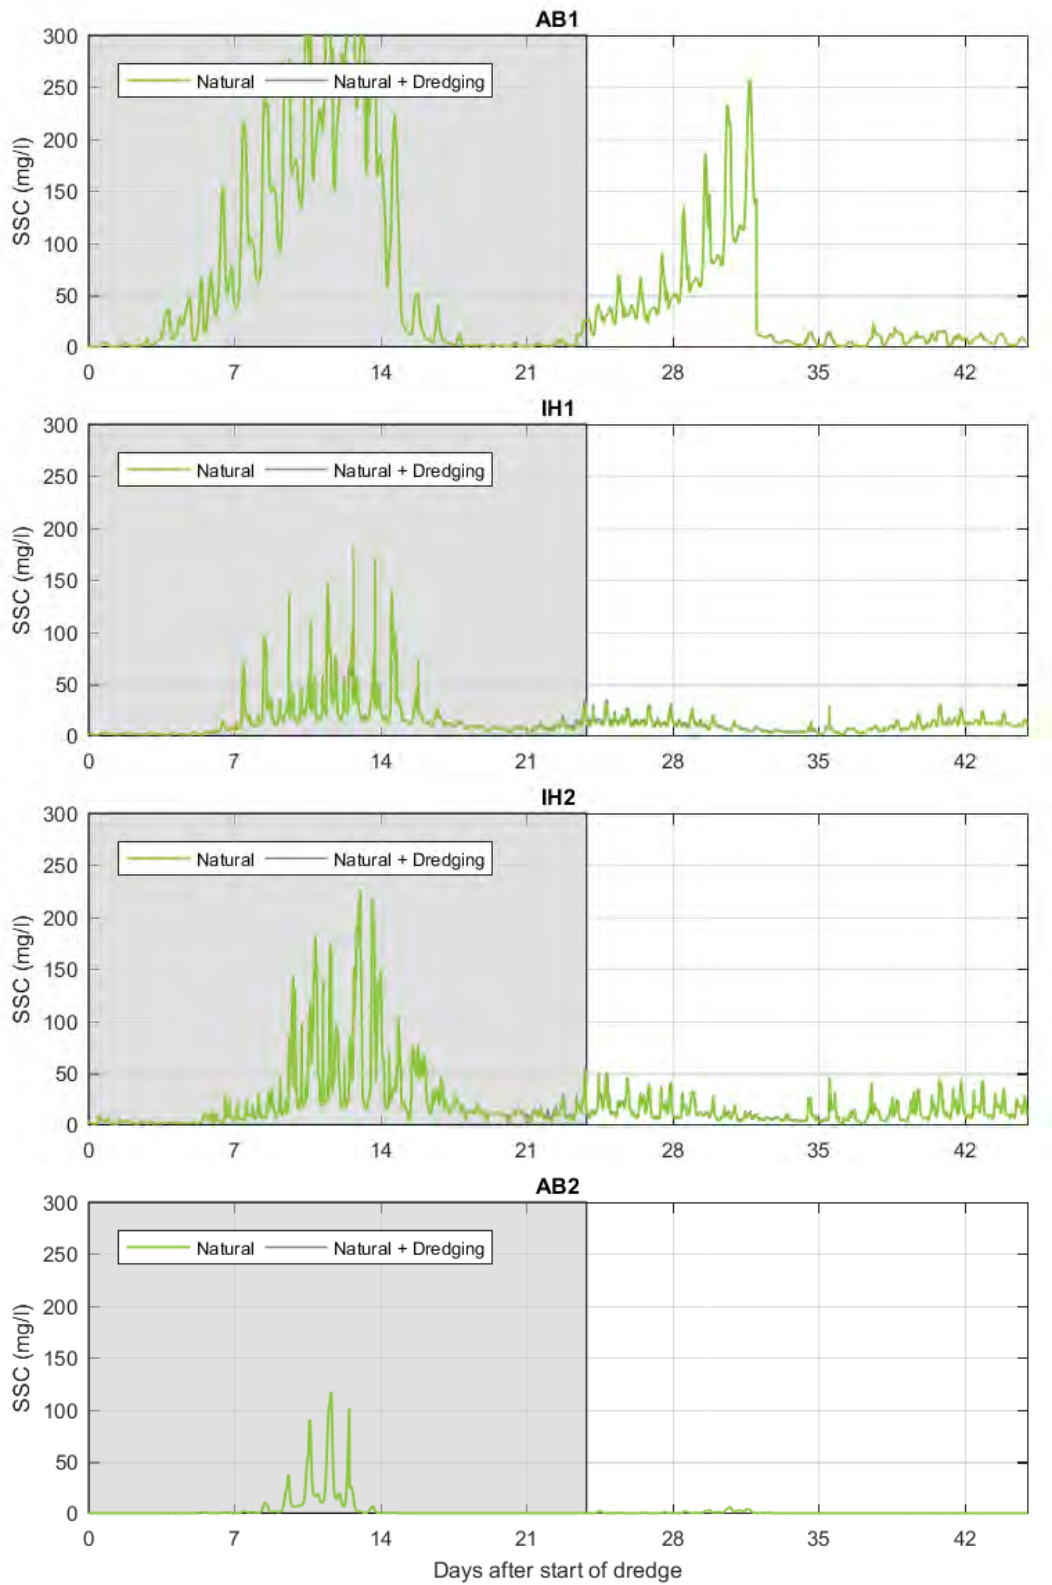 AB1
300
250
200
150
100
50
0
SSC (mg/l)
Natural Natural + Dredging
0 7 14 21 28 35 42
IH1
300
250
200
150
100
50
0
SSC (mg/l)
Natural Natural + Dredging
0 7 14 21 28 35 42
IH2
300
250
200
150
100
50
0
SSC (mg/l)
Natural Natural + Dredging
0 7 14 21 28 35 42
AB2
300
250
200
150
100
50
0
SSC (mg/l)
Natural Natural + Dredging
0 7 14 21 28 35 42
Days after start of dredge